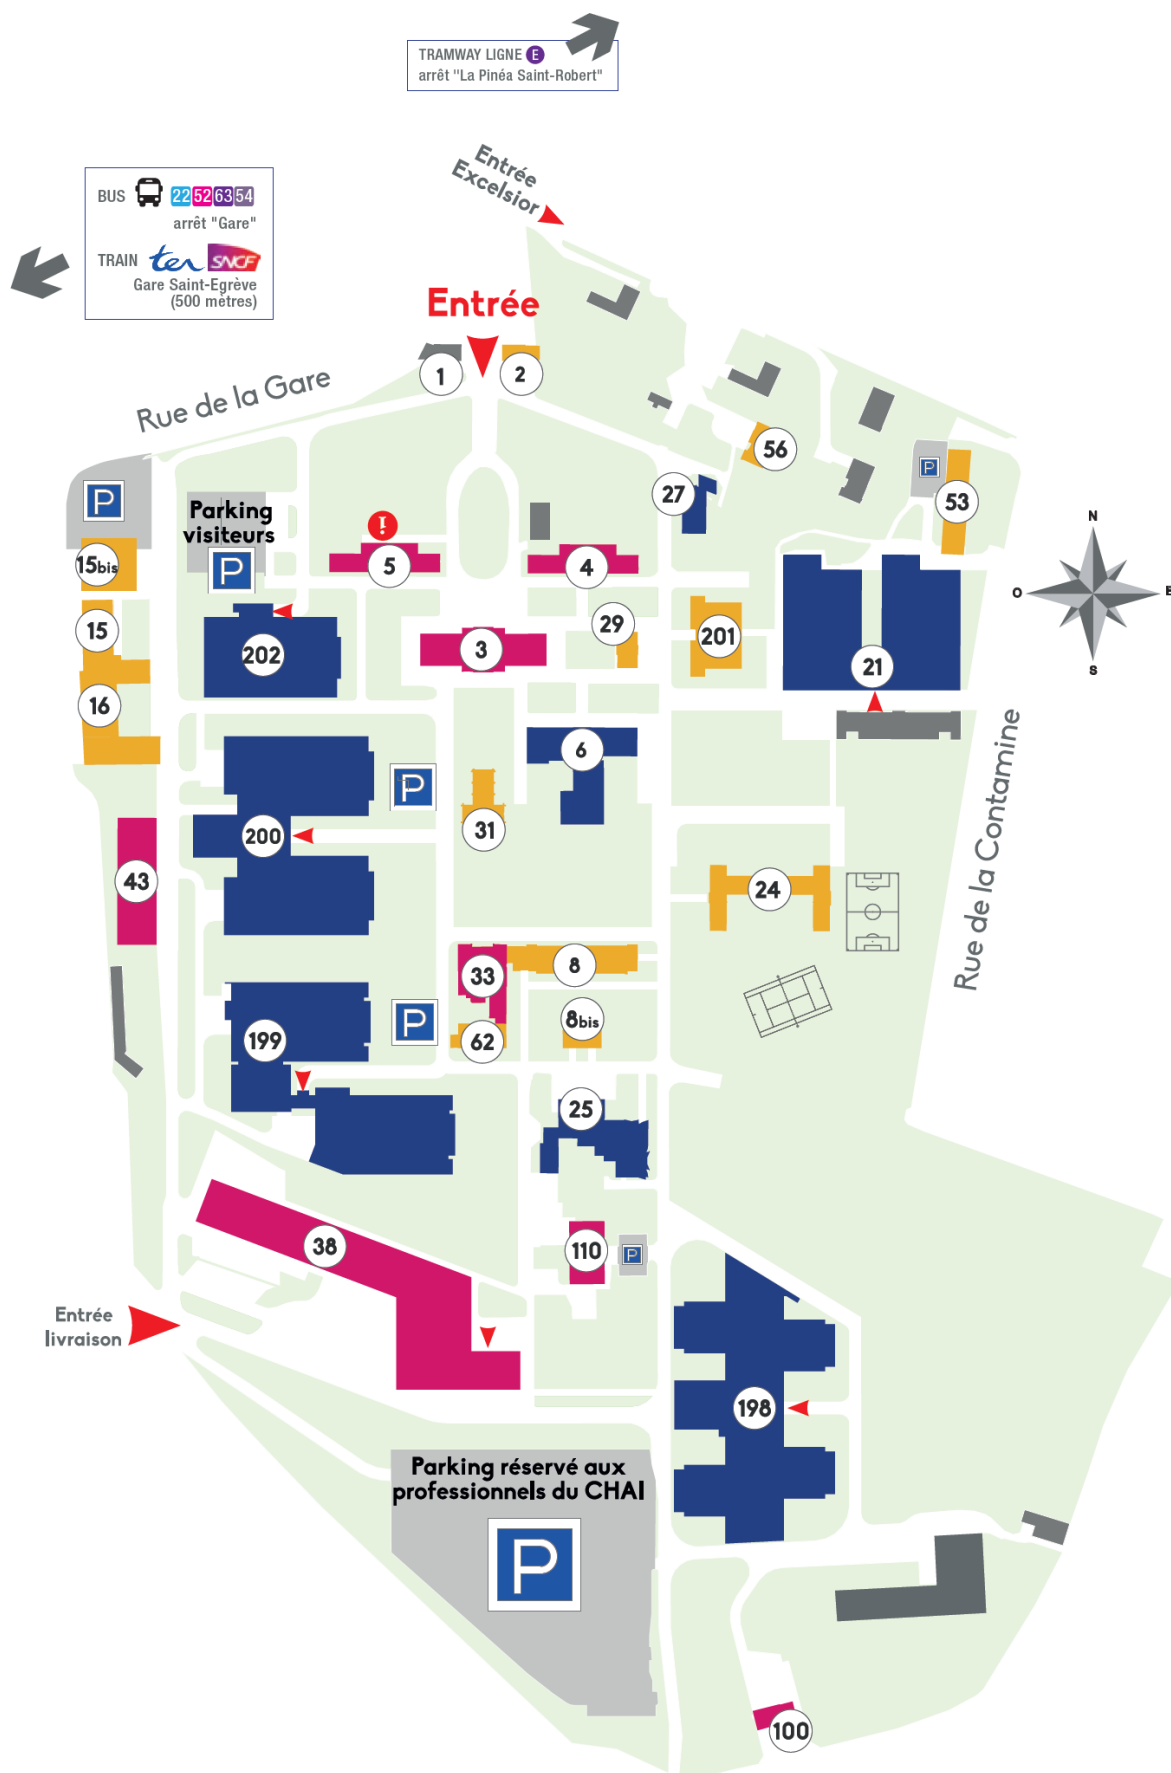 TRAMWAY LIGNE E
arrêt "La Pinéa Saint-Robert"
Entrée
Excelsior
BUS 22 52 63 54
arrêt "Gare"
TRAIN ter SNCF
Gare Saint-Egrève
(500 mètres)
Entrée
1
2
Rue de la Gare
56
P
P
27
53
Parking
visiteurs
P
i
5
4
15bis
N
O
E
S
15
29
201
3
202
21
16
6
P
31
200
Rue de la Contamine
43
24
33
8
P
8bis
199
62
25
38
110
P
Entrée
livraison
198
Parking réservé aux
professionnels du CHAI
P
100